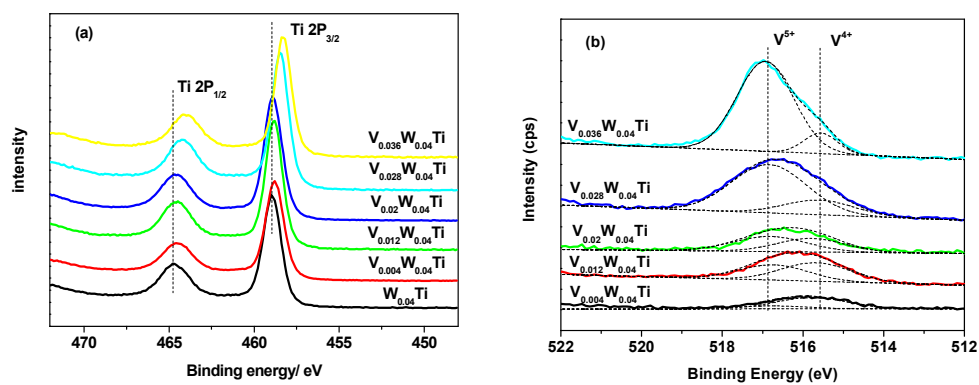 (a)
Ti 2P3/2
Ti 2P1/2
V0.036W0.04Ti
V0.028W0.04Ti
V0.02W0.04Ti
V0.012W0.04Ti
V0.004W0.04Ti
W0.04Ti
intensity
470 465 460 455 450
Binding energy/ eV
(b)
V5+ V4+
V0.036W0.04Ti
V0.028W0.04Ti
V0.02W0.04Ti
V0.012W0.04Ti
V0.004W0.04Ti
Intensity (cps)
522 520 518 516 514 512
Binding Energy (eV)